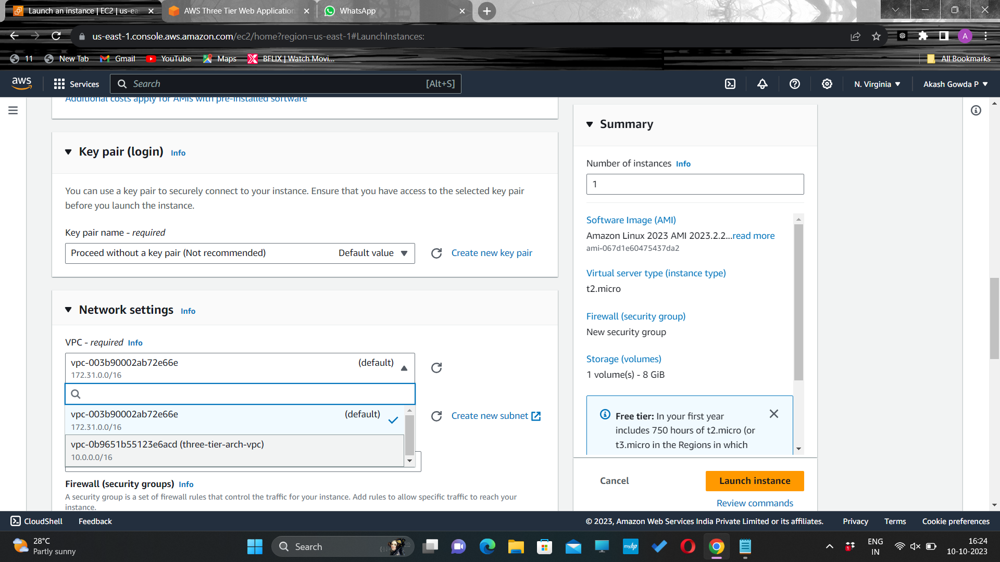 Launch an instance | EC2 | us-ea
AWS Three Tier Web Application
WhatsApp
us-east-1.console.aws.amazon.com/ec2/home?region=us-east-1#LaunchInstances:
A
11
New Tab
Gmail
YouTube
Maps
BFLIX | Watch Movi...
All Bookmarks
aws
Services
Search
[Alt+S]
N. Virginia
Akash Gowda P
Additional costs apply for AMIs with pre-installed software
Key pair (login) Info
You can use a key pair to securely connect to your instance. Ensure that you have access to the selected key pair
before you launch the instance.
Key pair name - required
Proceed without a key pair (Not recommended) Default value
Create new key pair
Network settings Info
VPC - required Info
vpc-003b90002ab72e66e (default)
172.31.0.0/16
vpc-003b90002ab72e66e (default)
172.31.0.0/16
Create new subnet
vpc-0b9651b55123e6acd (three-tier-arch-vpc)
10.0.0.0/16
Firewall (security groups) Info
A security group is a set of firewall rules that control the traffic for your instance. Add rules to allow specific traffic to reach your
instance.
Summary
Number of instances Info
1
Software Image (AMI)
Amazon Linux 2023 AMI 2023.2.2...read more
ami-067d1e60475437da2
Virtual server type (instance type)
t2.micro
Firewall (security group)
New security group
Storage (volumes)
1 volume(s) - 8 GiB
Free tier: In your first year
includes 750 hours of t2.micro (or
t3.micro in the Regions in which
Cancel
Launch instance
Review commands
CloudShell
Feedback
© 2023, Amazon Web Services India Private Limited or its affiliates.
Privacy
Terms
Cookie preferences
28°C
Partly sunny
Search
myhp
1
ENG
IN
16:24
10-10-2023